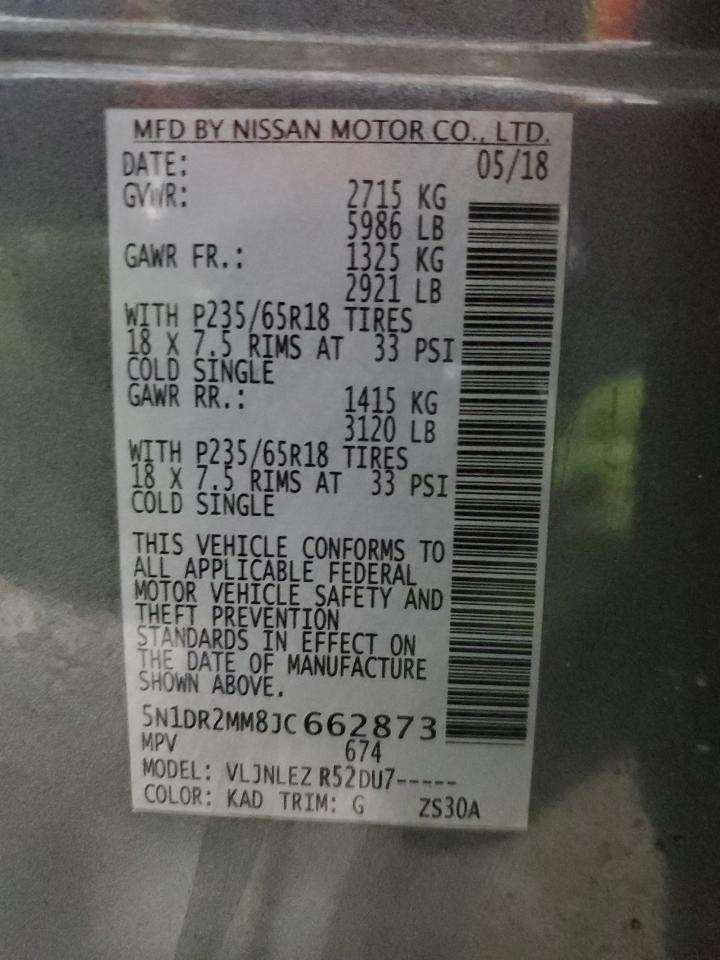 MFD BY NISSAN MOTOR CO., LTD.
DATE: 05/18
GVWR: 2715 KG
5986 LB
GAWR FR.: 1325 KG
2921 LB
WITH P235/65R18 TIRES
18 X 7.5 RIMS AT 33 PSI
COLD SINGLE
GAWR RR.: 1415 KG
3120 LB
WITH P235/65R18 TIRES
18 X 7.5 RIMS AT 33 PSI
COLD SINGLE
THIS VEHICLE CONFORMS TO
ALL APPLICABLE FEDERAL
MOTOR VEHICLE SAFETY AND
THEFT PREVENTION
STANDARDS IN EFFECT ON
THE DATE OF MANUFACTURE
SHOWN ABOVE.
5N1DR2MM8JC662873
MPV 674
MODEL: VLJNLEZ R52DU7-----
COLOR: KAD TRIM: G ZS30A